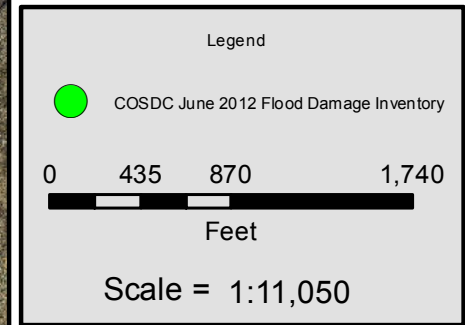 Legend
COSDC June 2012 Flood Damage Inventory
0 435 870 1,740
Feet
Scale = 1:11,050